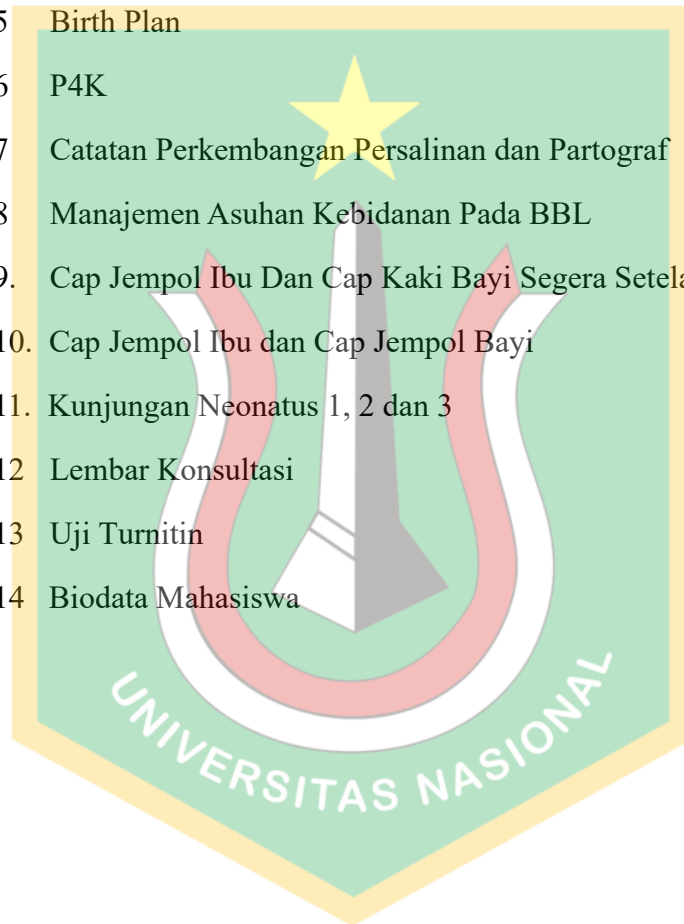 5 Birth Plan
6 P4K
7 Catatan Perkembangan Persalinan dan Partograf
8 Manajemen Asuhan Kebidanan Pada BBL
9. Cap Jempol Ibu Dan Cap Kaki Bayi Segera
10. Cap Jempol Ibu dan Cap Jempol Bayi
11. Kunjungan Neonatus 1, 2 dan 3
12 Lembar Konsultasi
13 Uji Turnitin
14 Biodata Mahasiswa
UNIVERSITAS NASIONAL